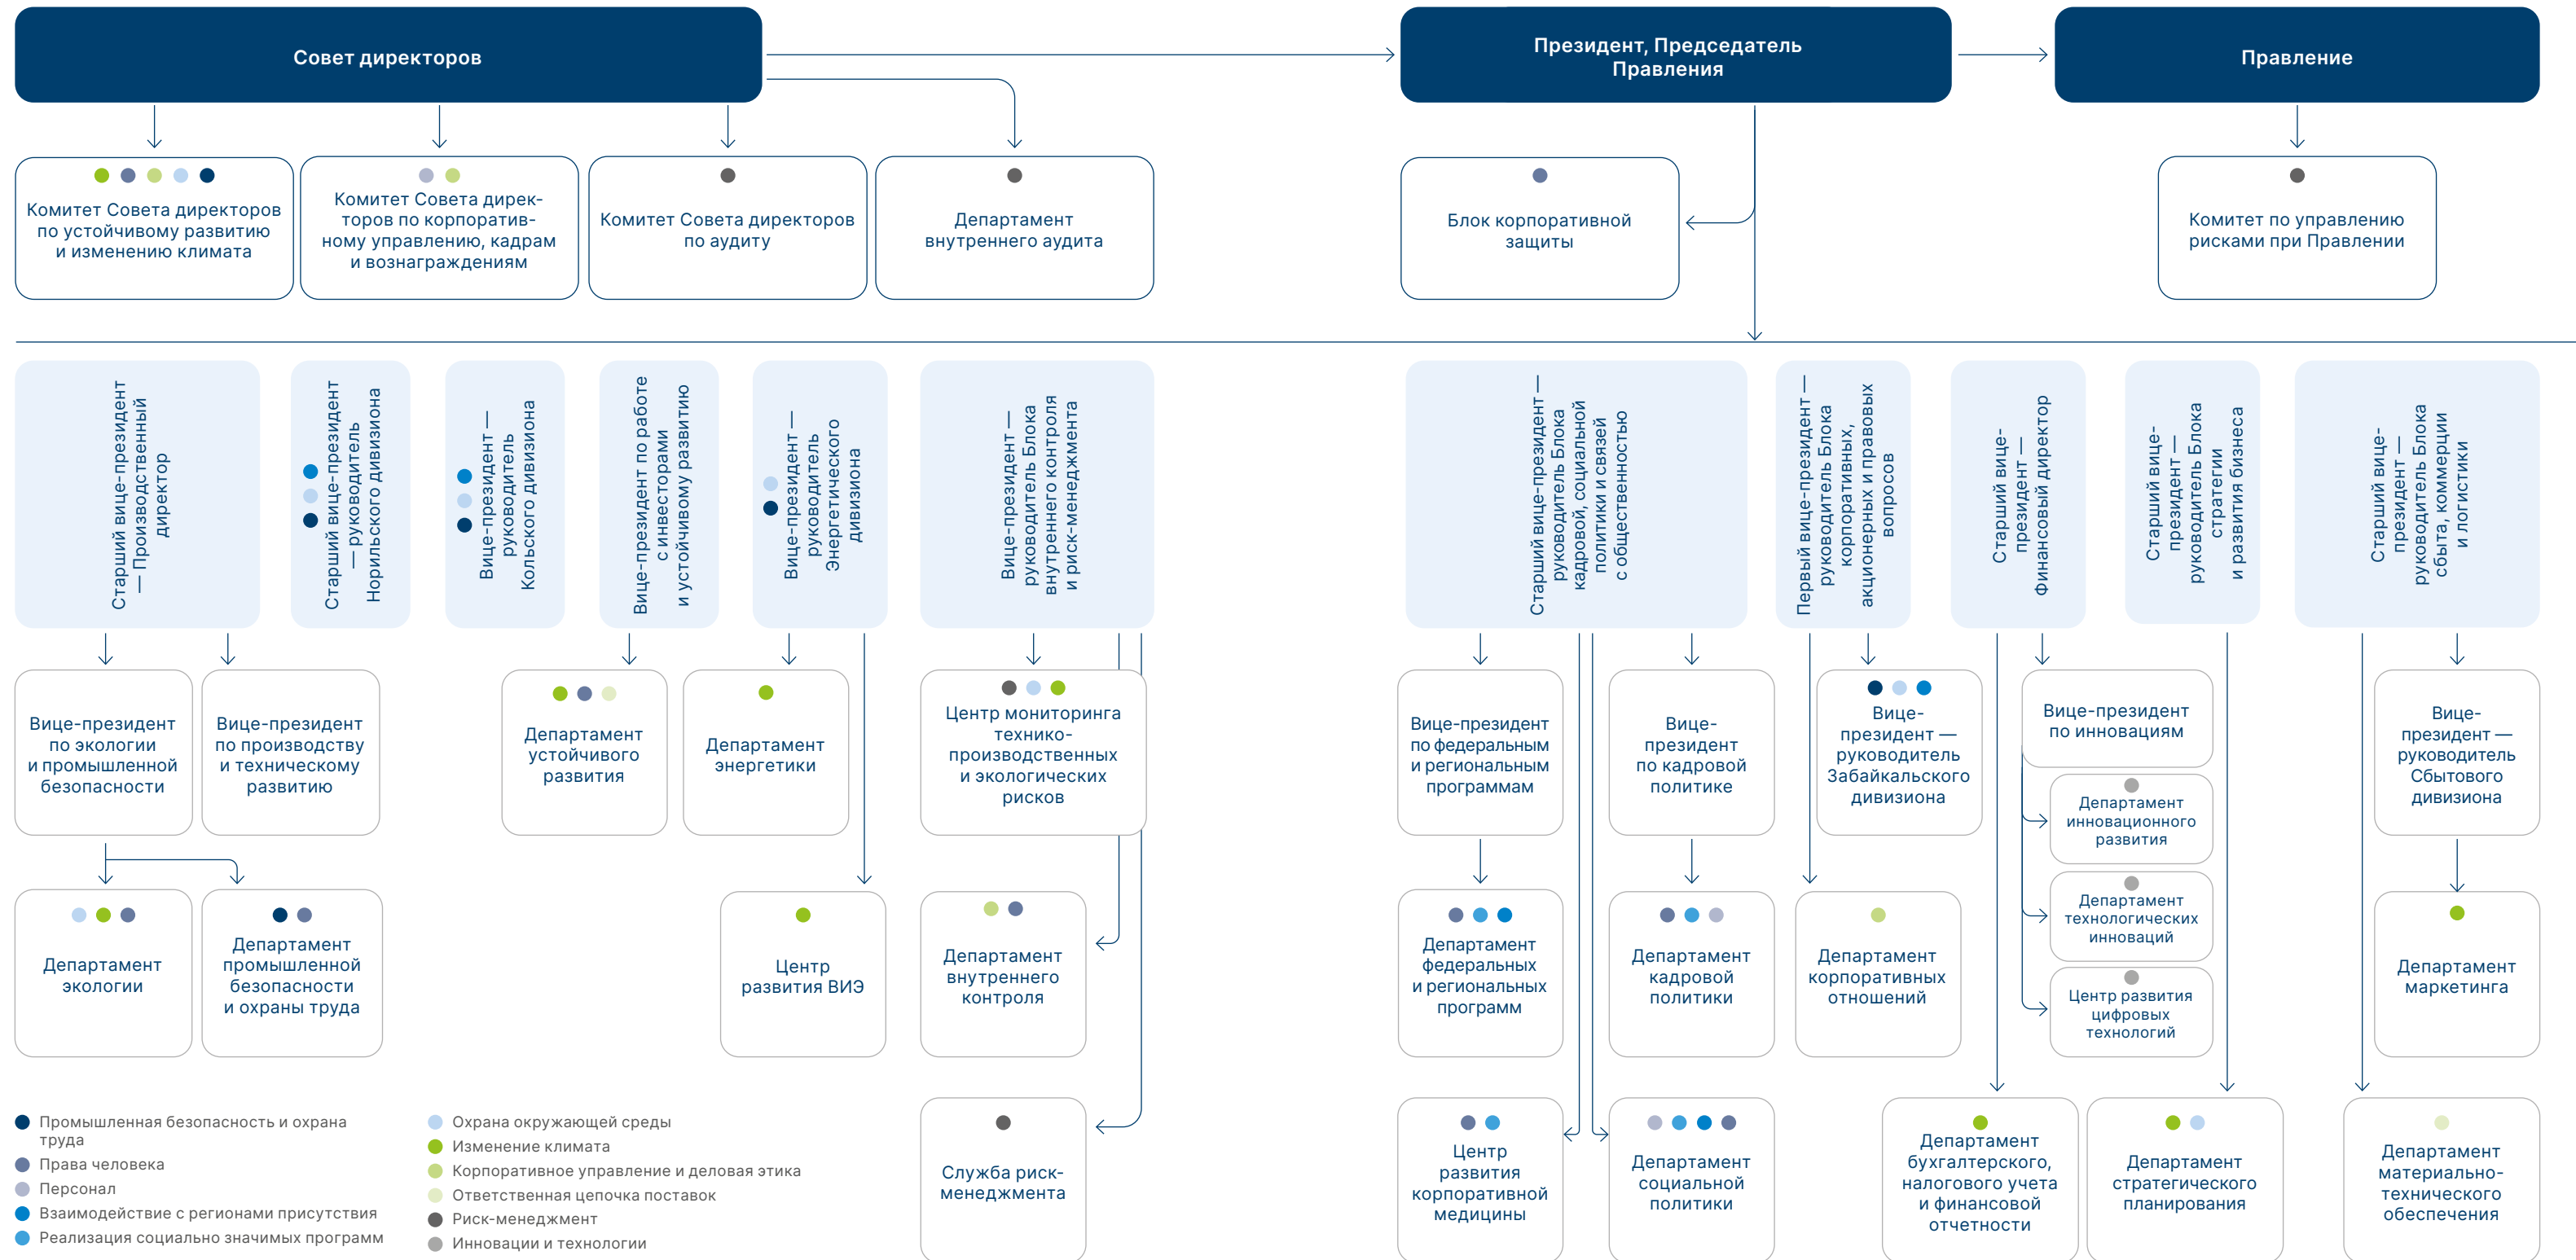 Совет директоров
Президент, Председатель
Правления
Правление
Комитет Совета директоров
по устойчивому развитию
и изменению климата
Комитет Совета дирек-
торов по корпоратив-
ному управлению, кадрам
и вознаграждениям
Комитет Совета директоров
по аудиту
Департамент
внутреннего аудита
Блок корпоративной
защиты
Комитет по управлению
рисками при Правлении
Старший вице-президент
— Производственный
директор
Старший вице-президент
— руководитель
Норильского дивизиона
Вице-президент —
руководитель
Кольского дивизиона
Вице-президент по работе
с инвесторами
и устойчивому развитию
Вице-президент —
руководитель
Энергетического
дивизиона
Вице-президент —
руководитель Блока
внутреннего контроля
и риск-менеджмента
Старший вице-президент —
руководитель Блока
кадровой, социальной
политики и связей
с общественностью
Первый вице-президент —
руководитель Блока
корпоративных,
акционерных и правовых
вопросов
Старший вице-
президент —
Финансовый директор
Старший вице-
президент —
руководитель Блока
стратегии
и развития бизнеса
Старший вице-
президент —
руководитель Блока
сбыта, коммерции
и логистики
Вице-президент
по экологии
и промышленной
безопасности
Вице-президент
по производству
и техническому
развитию
Департамент
устойчивого
развития
Департамент
энергетики
Центр мониторинга
технико-
производственных
и экологических
рисков
Вице-президент
по федеральным
и региональным
программам
Вице-
президент
по кадровой
политике
Вице-
президент —
руководитель
Забайкальского
дивизиона
Вице-президент
по инновациям
Департамент
инновационного
развития
Департамент
технологических
инноваций
Центр развития
цифровых
технологий
Вице-
президент —
руководитель
Сбытового
дивизиона
Департамент
экологии
Департамент
промышленной
безопасности
и охраны труда
Центр
развития ВИЭ
Департамент
внутреннего
контроля
Департамент
федеральных
и региональных
программ
Департамент
кадровой
политики
Департамент
корпоративных
отношений
Департамент
маркетинга
Служба риск-
менеджмента
Центр
развития
корпоративной
медицины
Департамент
социальной
политики
Департамент
бухгалтерского,
налогового учета
и финансовой
отчетности
Департамент
стратегического
планирования
Департамент
материально-
технического
обеспечения
Промышленная безопасность и охрана
труда
Права человека
Персонал
Взаимодействие с регионами присутствия
Реализация социально значимых программ
Охрана окружающей среды
Изменение климата
Корпоративное управление и деловая этика
Ответственная цепочка поставок
Риск-менеджмент
Инновации и технологии